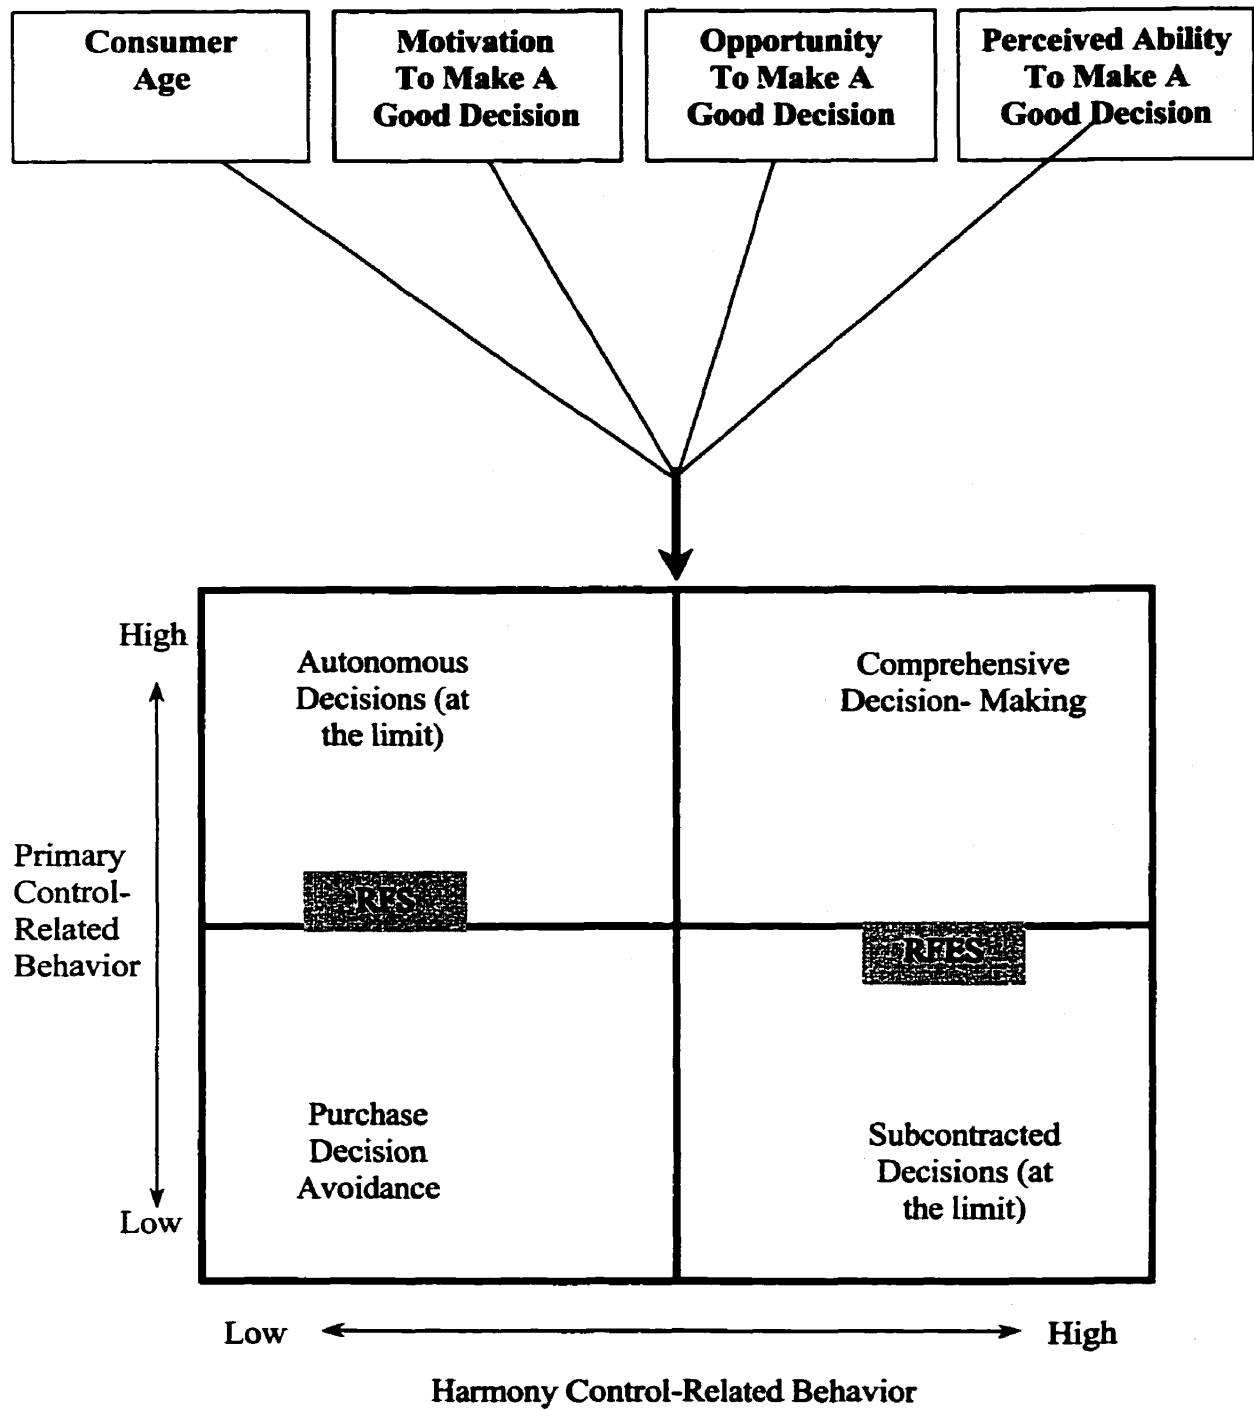 Consumer
Age
Motivation
To Make A
Good Decision
Opportunity
To Make A
Good Decision
Perceived Ability
To Make A
Good Decision
High
Autonomous
Decisions (at
the limit)
Comprehensive
Decision- Making
Primary
Control-
Related
Behavior
RFS
RFES
Purchase
Decision
Avoidance
Subcontracted
Decisions (at
the limit)
Low
Low
High
Harmony Control-Related Behavior